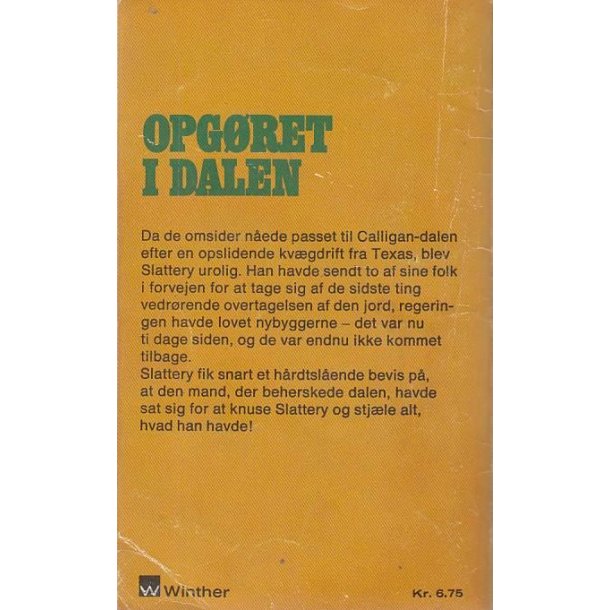 OPGØRET
I DALEN
Da de omsider nåede passet til Calligan-dalen
efter en opslidende kvægdrift fra Texas, blev
Slattery urolig. Han havde sendt to af sine folk
i forvejen for at tage sig af de sidste ting
vedrørende overtagelsen af den jord, regerin-
gen havde lovet nybyggerne – det var nu
ti dage siden, og de var endnu ikke kommet
tilbage.
Slattery fik snart et hårdtslående bevis på,
at den mand, der beherskede dalen, havde
sat sig for at knuse Slattery og stjæle alt,
hvad han havde!
W Winther
Kr. 6.75